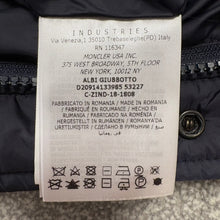 INDUSTRIES
Via Venezia,1 35010 Trebaseleghe(PD) Italy
RN 116347
MONCLER USA INC.
375 WEST BROADWAY, 5TH FLOOR
NEW YORK, 10012 NY
ALBI GIUBBOTTO
D20914133985 53227
C-ZIND-18-1808
FABBRICATO IN ROMANIA / MADE IN ROMANIA
FABRIQUÉ EN ROUMANIE / FABRICADO EN RUMANIA
HERGESTELLT IN RUMÄNIEN